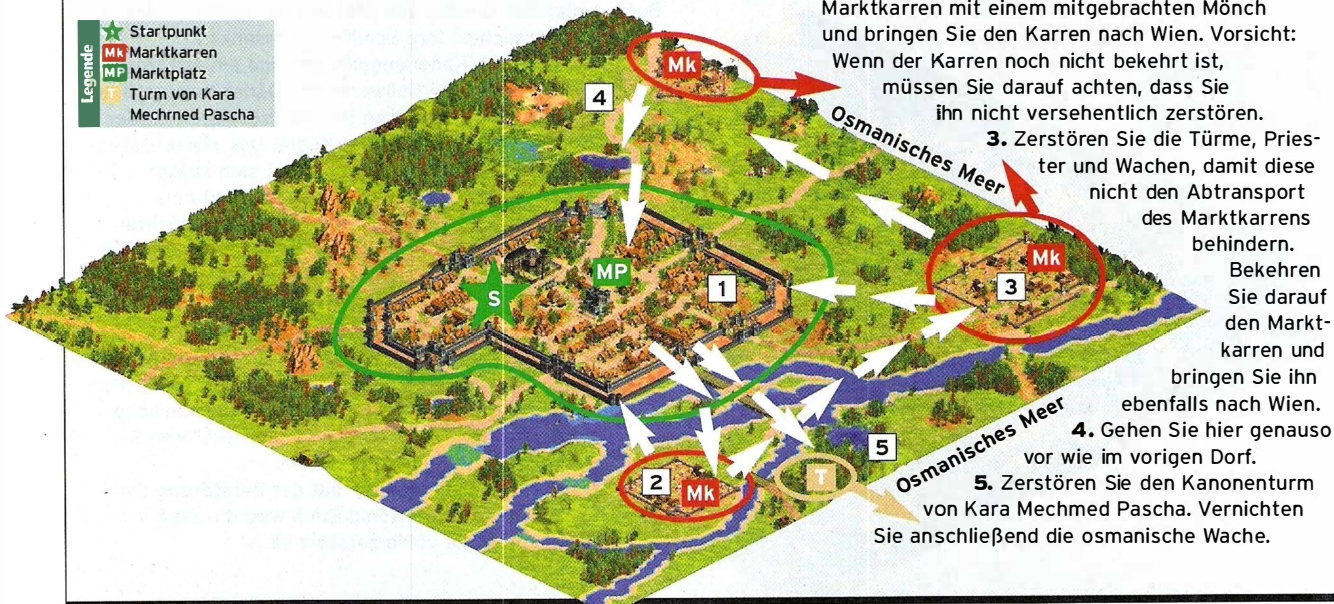 Legende
S Startpunkt
Mk Marktkarren
MP Marktplatz
T Turm von Kara
Mechrned Pascha
Marktkarren mit einem mitgebrachten Mönch
und bringen Sie den Karren nach Wien. Vorsicht:
Wenn der Karren noch nicht bekehrt ist,
müssen Sie darauf achten, dass Sie
ihn nicht versehentlich zerstören.
3. Zerstören Sie die Türme, Pries-
ter und Wachen, damit diese
nicht den Abtransport
des Marktkarrens
behindern.
Bekehren
Sie darauf
den Markt-
karren und
bringen Sie ihn
ebenfalls nach Wien.
4. Gehen Sie hier genauso
vor wie im vorigen Dorf.
5. Zerstören Sie den Kanonenturm
von Kara Mechmed Pascha. Vernichten
Sie anschließend die osmanische Wache.
Mk
4
Osmanisches Meer
Mk
3
MP
S
1
Osmanisches Meer
5
2
Mk
T